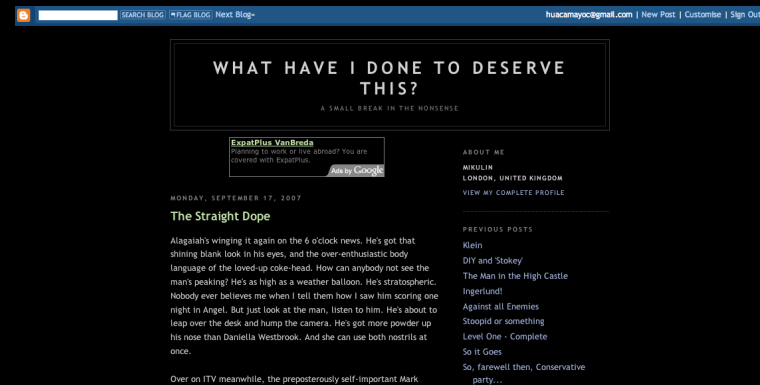 SEARCH BLOG
FLAG BLOG
Next Blog»
huacamayoc@gmail.com | New Post | Customise | Sign Out
WHAT HAVE I DONE TO DESERVE
THIS?
A SMALL BREAK IN THE NONSENSE
ExpatPlus VanBreda
Planning to work or live abroad? You are
covered with ExpatPlus.
Ads by Google
MONDAY, SEPTEMBER 17, 2007
The Straight Dope
Alagaiah's winging it again on the 6 o'clock news. He's got that
shining blank look in his eyes, and the over-enthusiastic body
language of the loved-up coke-head. How can anybody not see the
man's peaking? He's as high as a weather balloon. He's stratospheric.
Nobody ever believes me when I tell them how I saw him scoring one
night in Angel. But just look at the man, listen to him. He's about to
leap over the desk and hump the camera. He's got more powder up
his nose than Daniella Westbrook. And she can use both nostrils at
once.
Over on ITV meanwhile, the preposterously self-important Mark
ABOUT ME
MIKULIN
LONDON, UNITED KINGDOM
VIEW MY COMPLETE PROFILE
PREVIOUS POSTS
Klein
DIY and 'Stokey'
The Man in the High Castle
Ingerlund!
Against all Enemies
Stoopid or something
Level One - Complete
So it Goes
So, farewell then, Conservative
party...